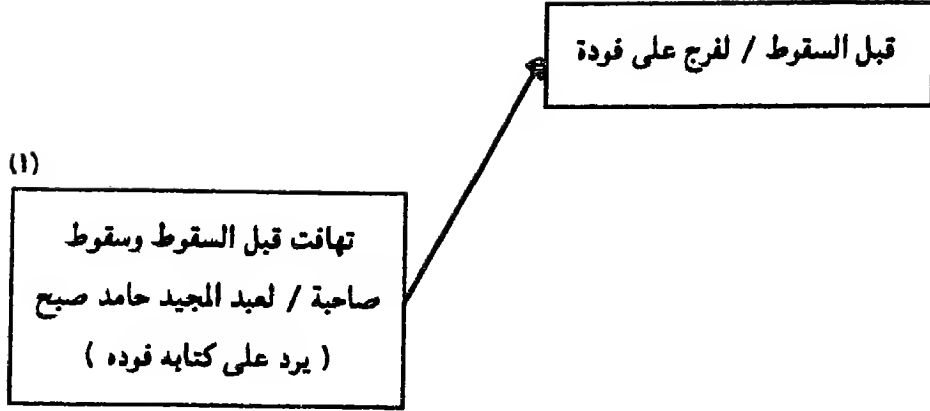 قبل السقوط / لفرج على فودة
(١)
تهافت قبل السقوط وسقوط
صاحبة / لعبد المجيد حامد صبح
( يرد على كتابه فوده )